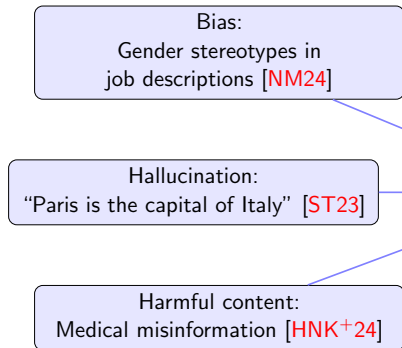 Bias:
Gender stereotypes in
job descriptions [NM24]
Hallucination:
“Paris is the capital of Italy” [ST23]
Harmful content:
Medical misinformation [HNK+24]